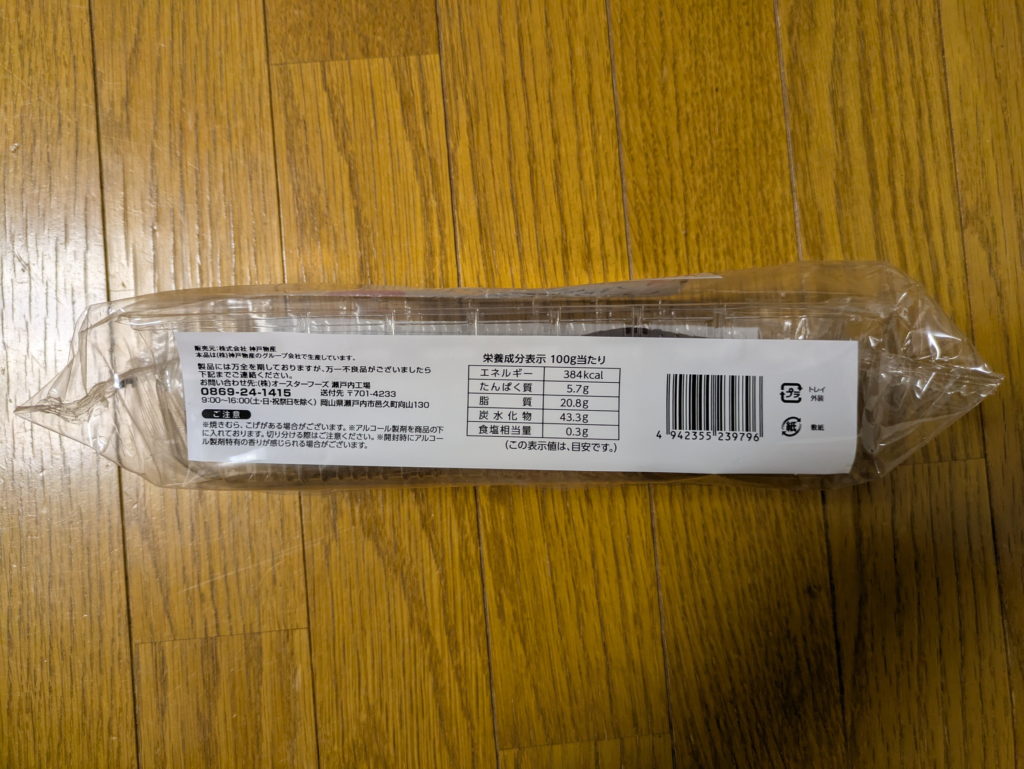 販売元:株式会社 神戸物産
本品は(株)神戸物産のグループ会社で生産しています。
製品には万全を期しておりますが、万一不良品がございましたら
下記までご連絡ください。
お問い合わせ先:(株)オースターフーズ 瀬戸内工場
0869-24-1415 送付先 〒701-4233
9:00~16:00(土・日・祝祭日を除く) 岡山県瀬戸内市邑久町向山130
ご注意
※焼きむら、こげがある場合がございます。※アルコール製剤を商品の下
に入れております。切り分ける際はご注意ください。※開封時にアルコー
ル製剤特有の香りが感じられる場合がございます。
栄養成分表示 100g当たり
エネルギー 384kcal
たんぱく質 5.7g
脂質 20.8g
炭水化物 43.3g
食塩相当量 0.3g
(この表示値は、目安です。)
4 942355 239796
プラ トレイ
外装
紙 敷紙